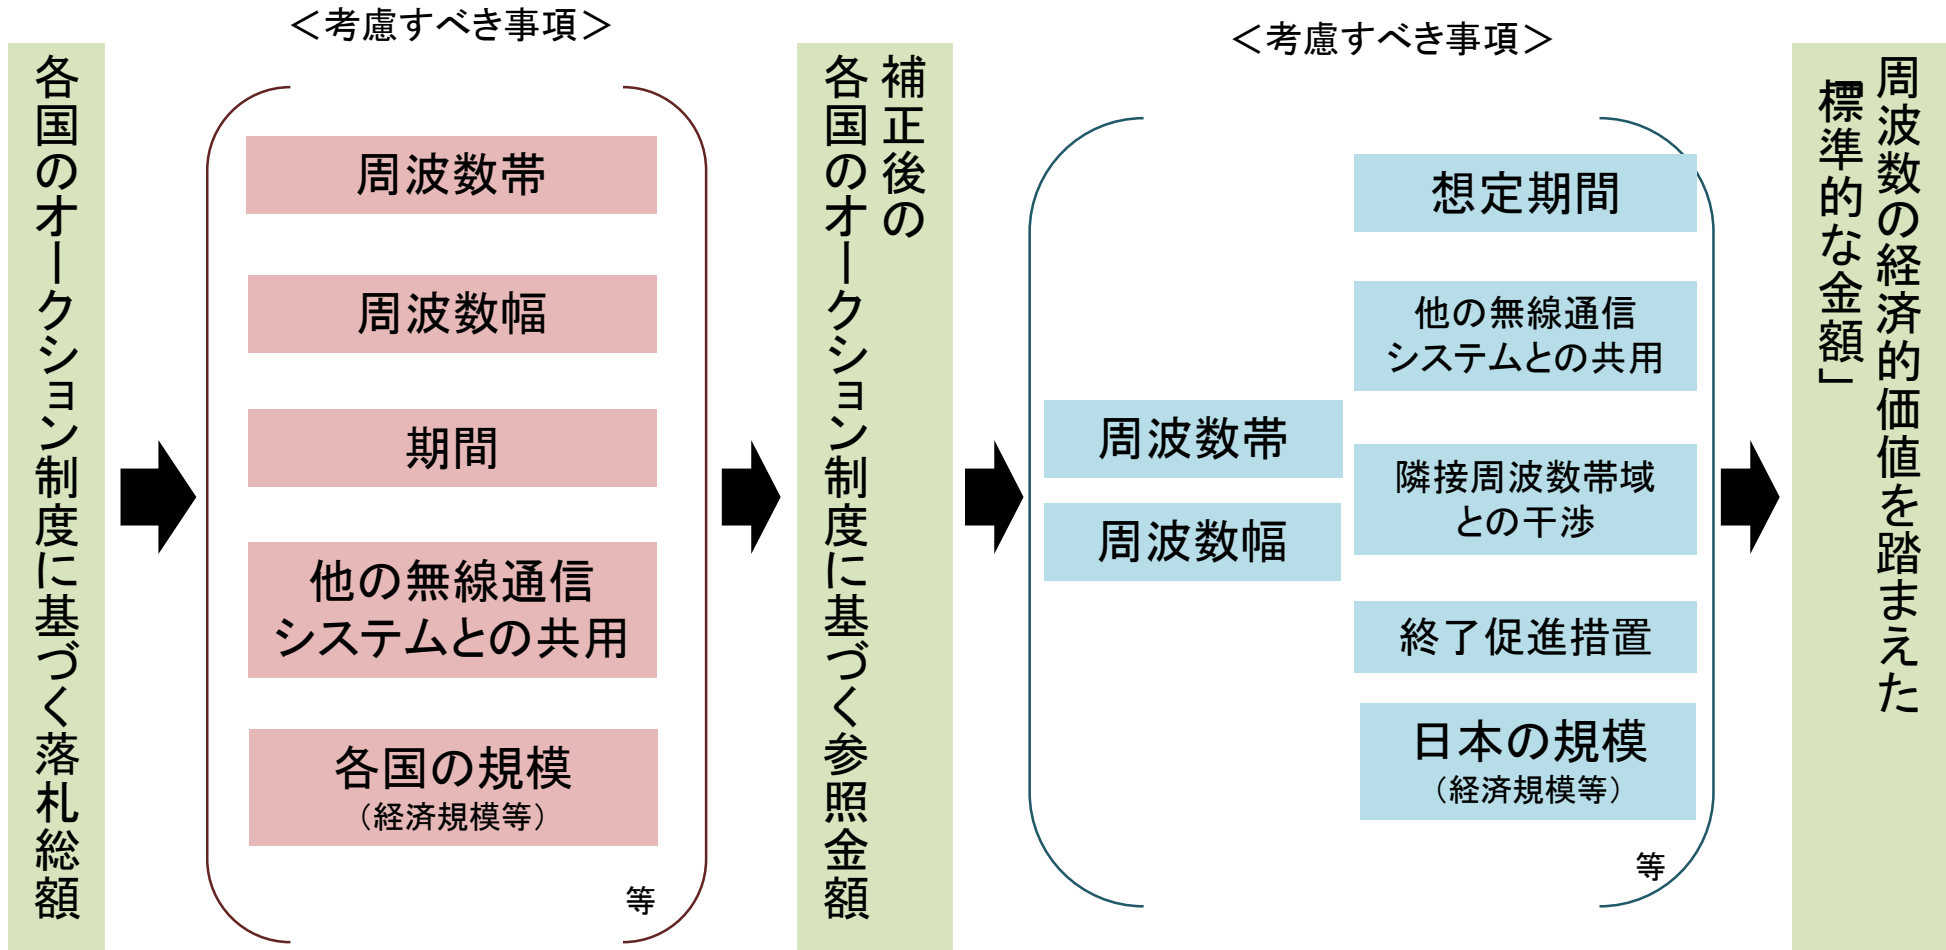 各国のオークション制度に基づく落札総額
＜考慮すべき事項＞
周波数帯
周波数幅
期間
他の無線通信
システムとの共用
各国の規模
（経済規模等）
等
補正後の
各国のオークション制度に基づく参照金額
＜考慮すべき事項＞
周波数帯
周波数幅
想定期間
他の無線通信
システムとの共用
隣接周波数帯域
との干渉
終了促進措置
日本の規模
（経済規模等）
等
周波数の経済的価値を踏まえた
「標準的な金額」